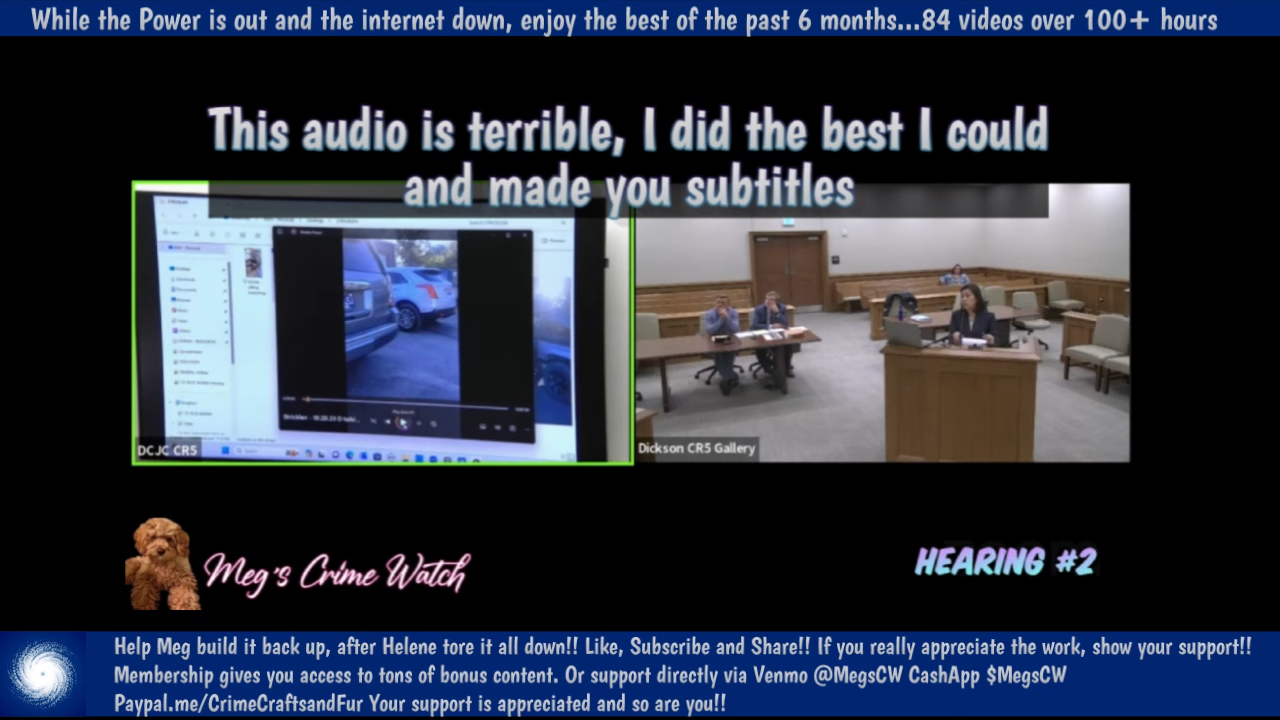 While the Power is out and the internet down, enjoy the best of the past 6 months...84 videos over 100+ hours
This audio is terrible, I did the best I could
and made you subtitles
DCJC CR5
Dickson CR5 Gallery
Meg's Crime Watch
HEARING #2
Help Meg build it back up, after Helene tore it all down!! Like, Subscribe and Share!! If you really appreciate the work, show your support!!
Membership gives you access to tons of bonus content. Or support directly via Venmo @MegsCW CashApp $MegsCW
Paypal.me/CrimeCraftsandFur Your support is appreciated and so are you!!